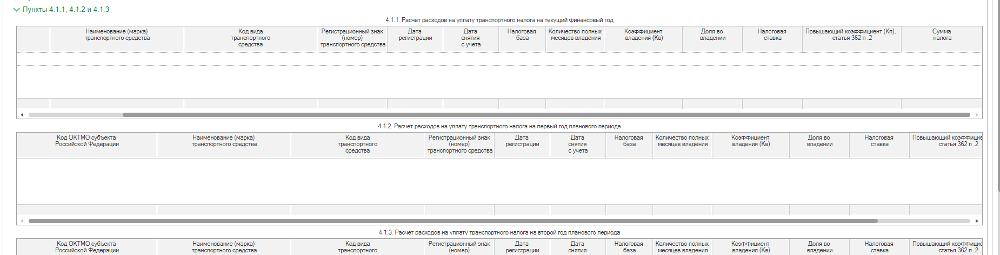 Пункты 4.1.1, 4.1.2 и 4.1.3
4.1.1. Расчет расходов на уплату транспортного налога на текущий финансовый год
Наименование (марка)
транспортного средства
Код вида
транспортного
средства
Регистрационный знак
(номер)
транспортного средства
Дата
регистрации
Дата
снятия
с учета
Налоговая
база
Количество полных
месяцев владения
Коэффициент
владения (Кв)
Доля во
владении
Налоговая
ставка
Повышающий коэффициент (Кп),
статья 362 п .2
Сумма
налога
4.1.2. Расчет расходов на уплату транспортного налога на первый год планового периода
Код ОКТМО субъекта
Российской Федерации
Наименование (марка)
транспортного средства
Код вида
транспортного
средства
Регистрационный знак
(номер)
транспортного средства
Дата
регистрации
Дата
снятия
с учета
Налоговая
база
Количество полных
месяцев владения
Коэффициент
владения (Кв)
Доля во
владении
Налоговая
ставка
Повышающий коэффицие
статья 362 п .2
4.1.3. Расчет расходов на уплату транспортного налога на второй год планового периода
Код ОКТМО субъекта
Российской Федерации
Наименование (марка)
транспортного средства
Код вида
транспортного
Регистрационный знак
(номер)
Дата
регистрации
Дата
снятия
Налоговая
база
Количество полных
месяцев владения
Коэффициент
владения (Кв)
Доля во
владении
Налоговая
ставка
Повышающий коэффицие
статья 362 п .2